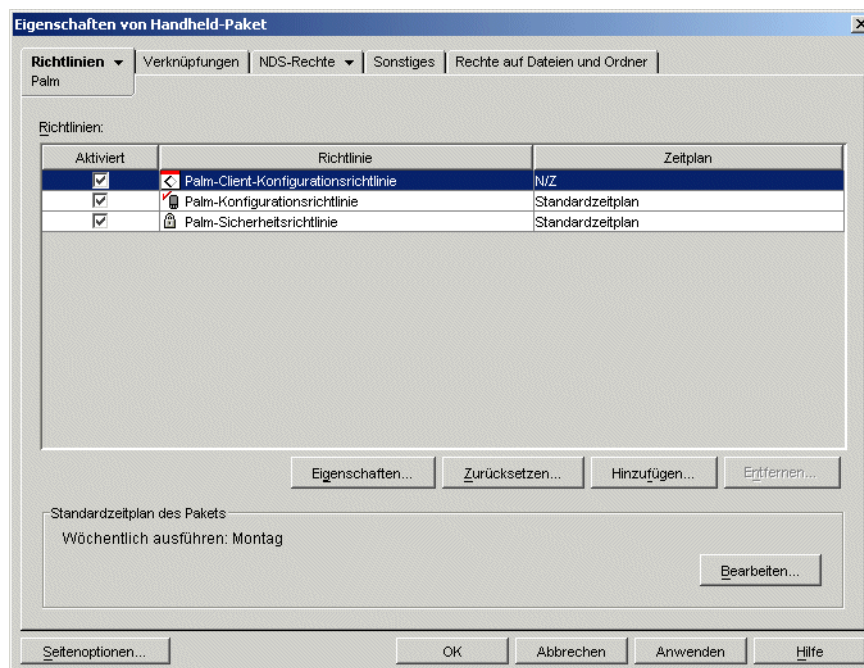 Eigenschaften von Handheld-Paket
Richtlinien Verknüpfungen NDS-Rechte Sonstiges Rechte auf Dateien und Ordner
Palm
Richtlinien:
Aktiviert Richtlinie Zeitplan
Palm-Client-Konfigurationsrichtlinie N/Z
Palm-Konfigurationsrichtlinie Standardzeitplan
Palm-Sicherheitsrichtlinie Standardzeitplan
Eigenschaften... Zurücksetzen... Hinzufügen... Entfernen...
Standardzeitplan des Pakets
Wöchentlich ausführen: Montag
Bearbeiten...
Seitenoptionen... OK Abbrechen Anwenden Hilfe